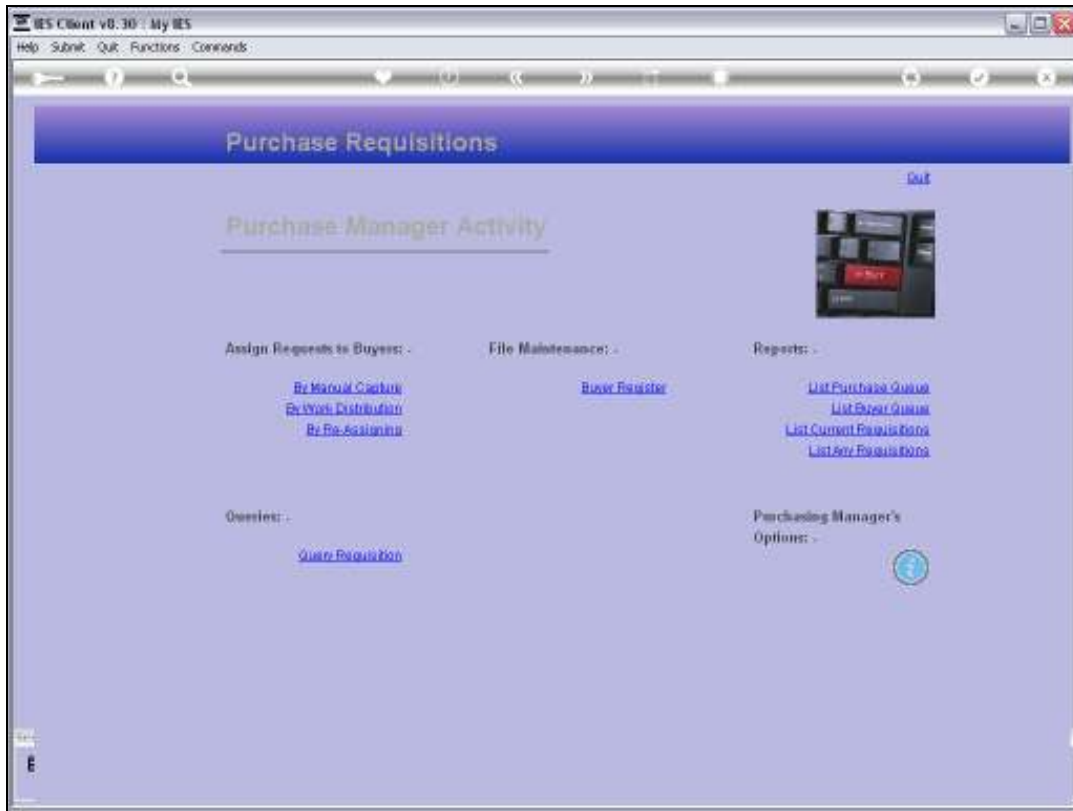 IES Client v8.30 : My IES
Help Submit Quit Functions Commands
Purchase Requisitions
Quit
Purchase Manager Activity
Assign Requests to Buyers: -
File Maintenance: -
Reports: -
By Manual Capture
Buyer Register
List Purchase Queue
By Work Distribution
List Buyer Queue
By Re-Assigning
List Current Requisitions
List Any Requisitions
Queries: -
Purchasing Manager's
Options: -
Query Requisition